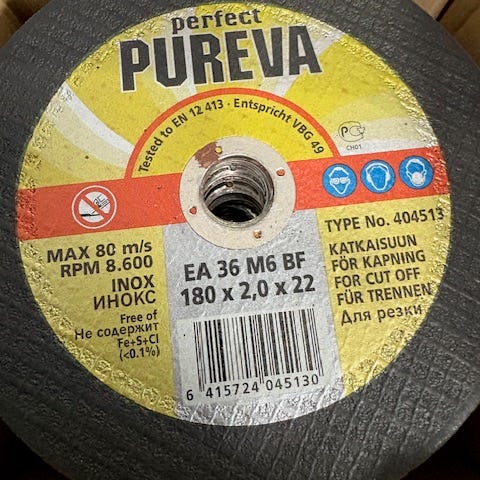 perfect
PUREVA
Tested to EN 12 413 · Entspricht VBG 49
CH01
TYPE No. 404513
MAX 80 m/s
RPM 8.600
INOX
ИНОКС
Free of
Не содержит
Fe+S+Cl
(<0.1%)
EA 36 M6 BF
180 x 2,0 x 22
KATKAISUUN
FÖR KAPNING
FOR CUT OFF
FÜR TRENNEN
Для резки
6 415724 045130